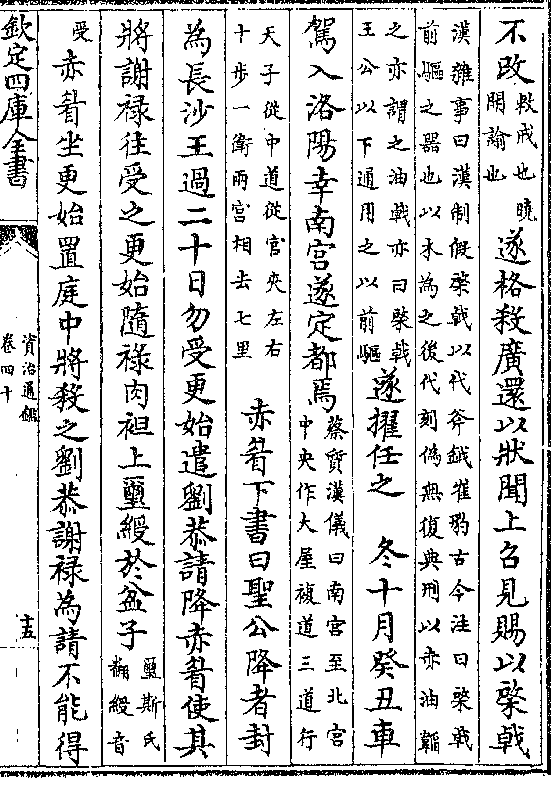 不改敕戒也曉
開諭也遂格殺廣還以狀聞上召見賜以棨戟
漢雜事曰漢制假棨戟以代斧鉞崔豹古今注曰棨戟
前驅之器也以木為之後代刻偽無復典刑以赤油韜
之亦謂之油戟亦曰棨戟
王公以下通用之以前驅遂擢任之　冬十月癸丑車
駕入洛陽幸南宫遂定都焉蔡質漢儀曰南宫至北宫
中央作大屋複道三道行
天子從中道從官夾左右
十步一衛兩宫相去七里　赤眉下書曰聖公降者封
為長沙王過二十日勿受更始遣劉恭請降赤眉使其
將謝禄往受之更始隨禄肉袒上璽綬於盆子璽斯氏
翻綬音
受赤眉坐更始置庭中將殺之劉恭謝禄為請不能得
欽定四庫全書
資治通鑑
卷四十
十五